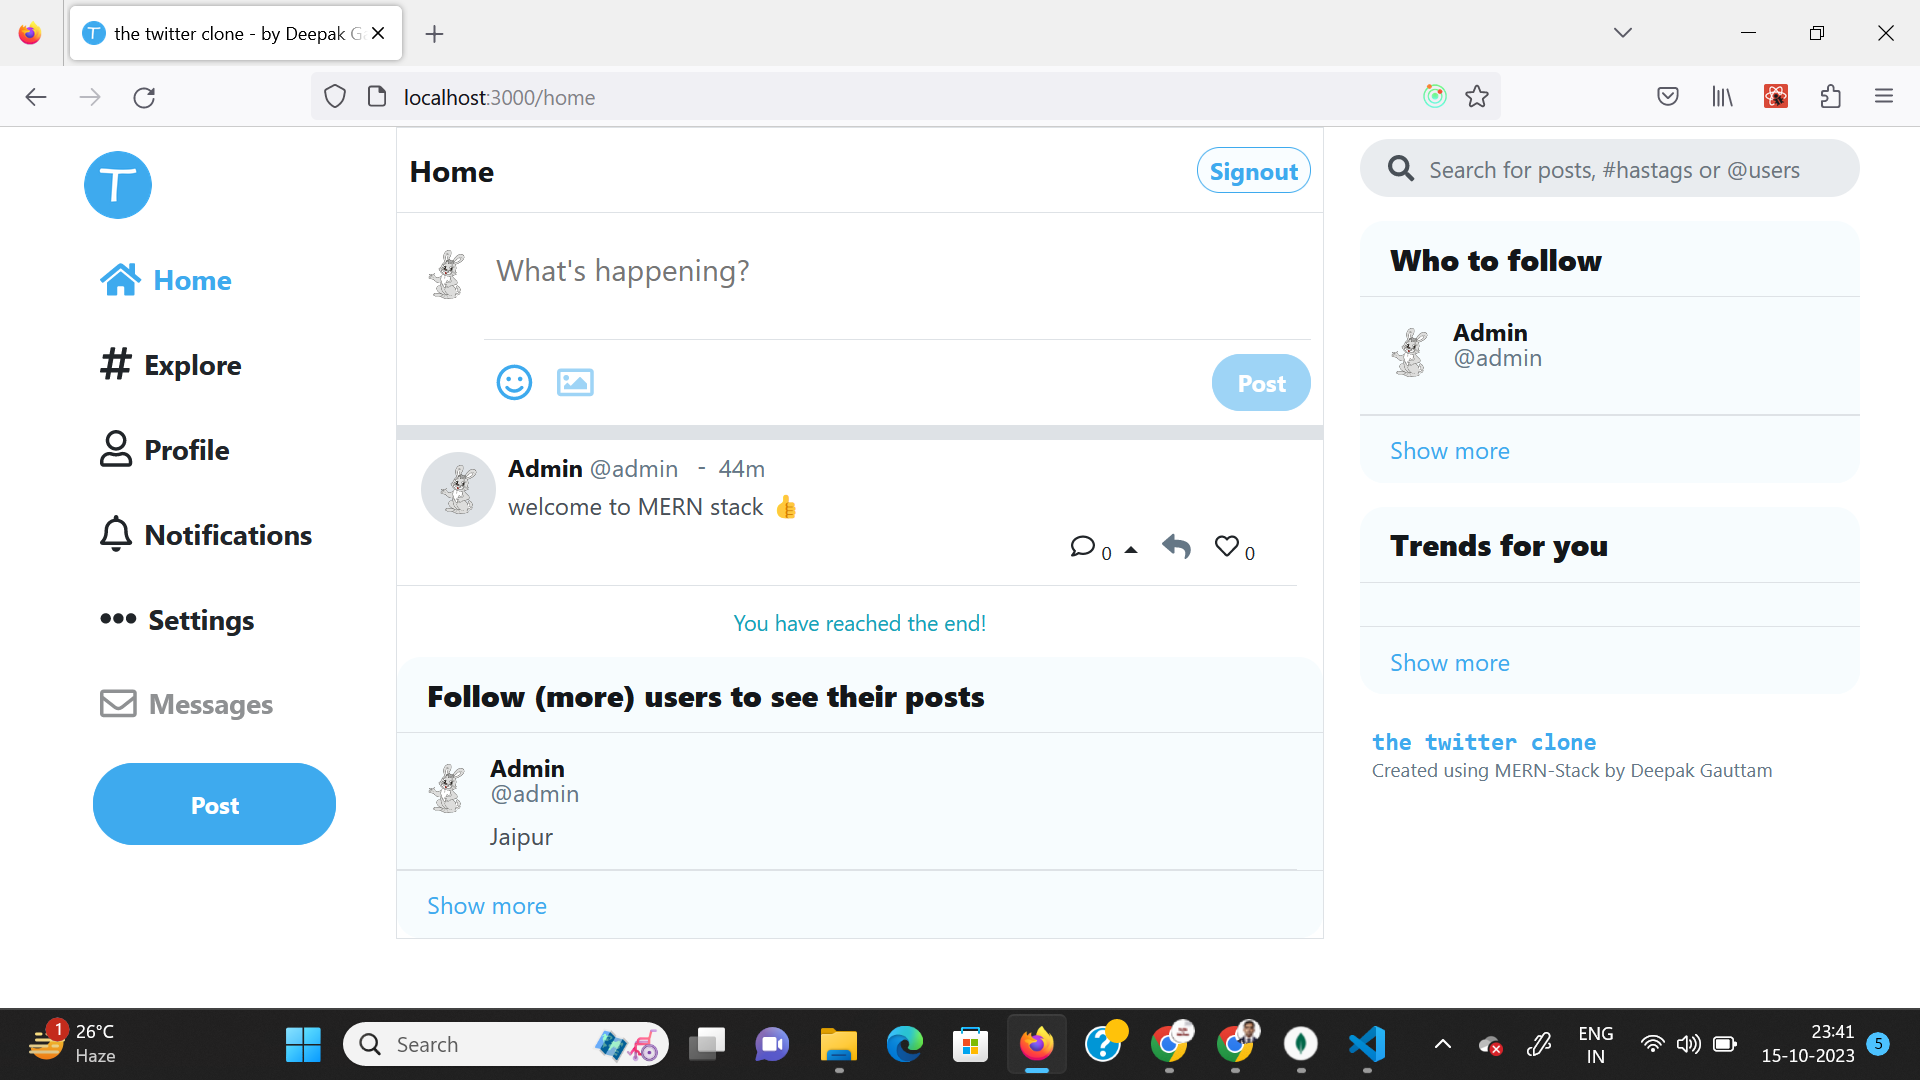 the twitter clone - by Deepak G
localhost:3000/home
T
Home
Explore
Profile
Notifications
Settings
Messages
Post
Home
Signout
What's happening?
Post
Admin @admin - 44m
welcome to MERN stack 👍
0
0
You have reached the end!
Follow (more) users to see their posts
Admin
@admin
Jaipur
Show more
Search for posts, #hastags or @users
Who to follow
Admin
@admin
Show more
Trends for you
Show more
the twitter clone
Created using MERN-Stack by Deepak Gauttam
1
26°C
Haze
Search
ENG
IN
23:41
15-10-2023
5